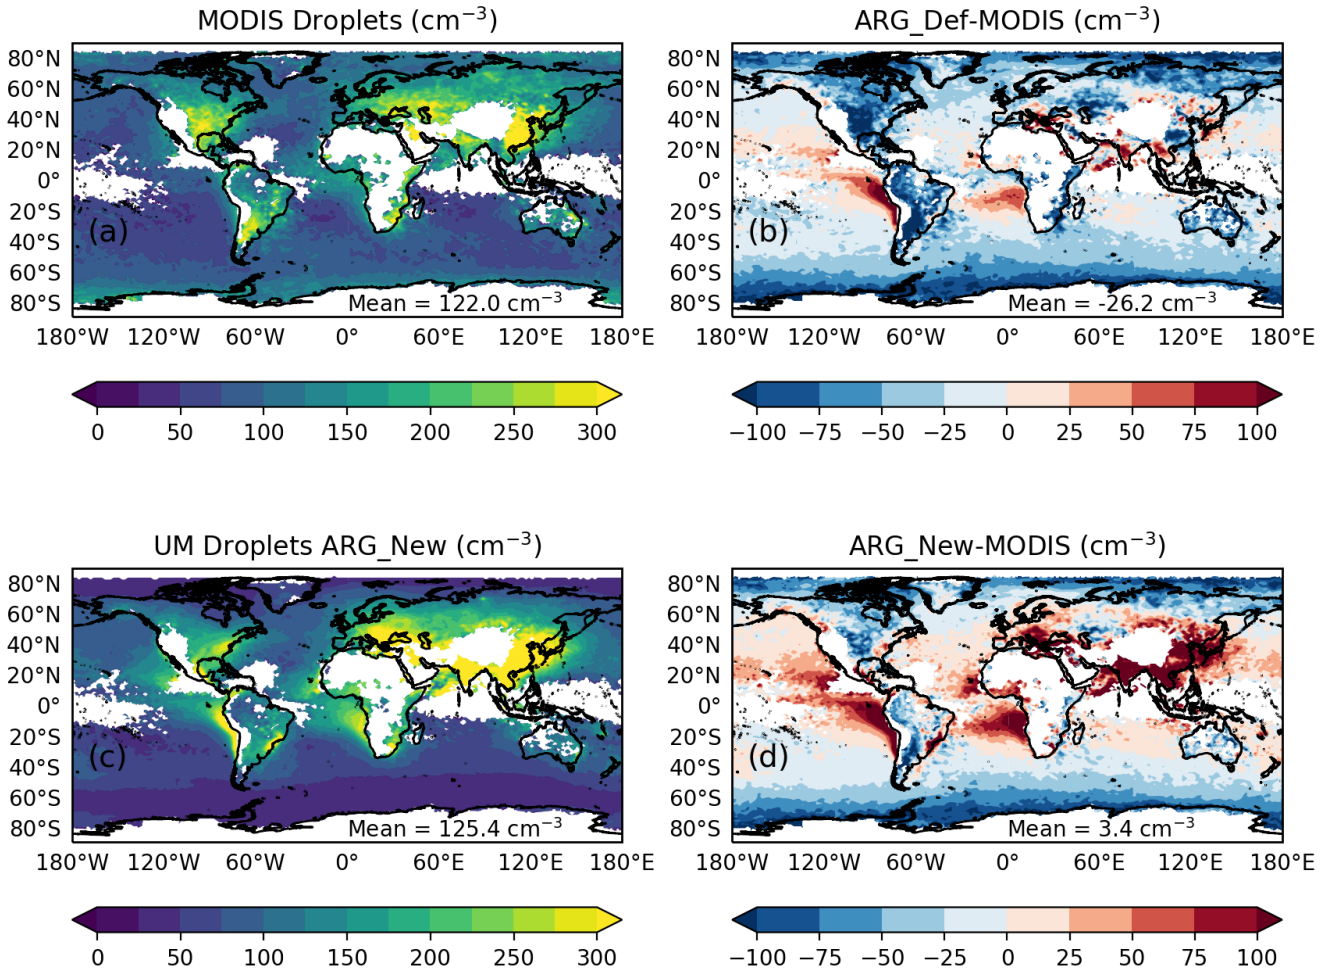 MODIS Droplets (cm⁻³)
80°N
60°N
40°N
20°N
0°
20°S
40°S
60°S
80°S
(a)
Mean = 122.0 cm⁻³
180°W 120°W 60°W 0° 60°E 120°E 180°E
0 50 100 150 200 250 300
ARG_Def-MODIS (cm⁻³)
80°N
60°N
40°N
20°N
0°
20°S
40°S
60°S
80°S
(b)
Mean = -26.2 cm⁻³
180°W 120°W 60°W 0° 60°E 120°E 180°E
−100 −75 −50 −25 0 25 50 75 100
UM Droplets ARG_New (cm⁻³)
80°N
60°N
40°N
20°N
0°
20°S
40°S
60°S
80°S
(c)
Mean = 125.4 cm⁻³
180°W 120°W 60°W 0° 60°E 120°E 180°E
0 50 100 150 200 250 300
ARG_New-MODIS (cm⁻³)
80°N
60°N
40°N
20°N
0°
20°S
40°S
60°S
80°S
(d)
Mean = 3.4 cm⁻³
180°W 120°W 60°W 0° 60°E 120°E 180°E
−100 −75 −50 −25 0 25 50 75 100